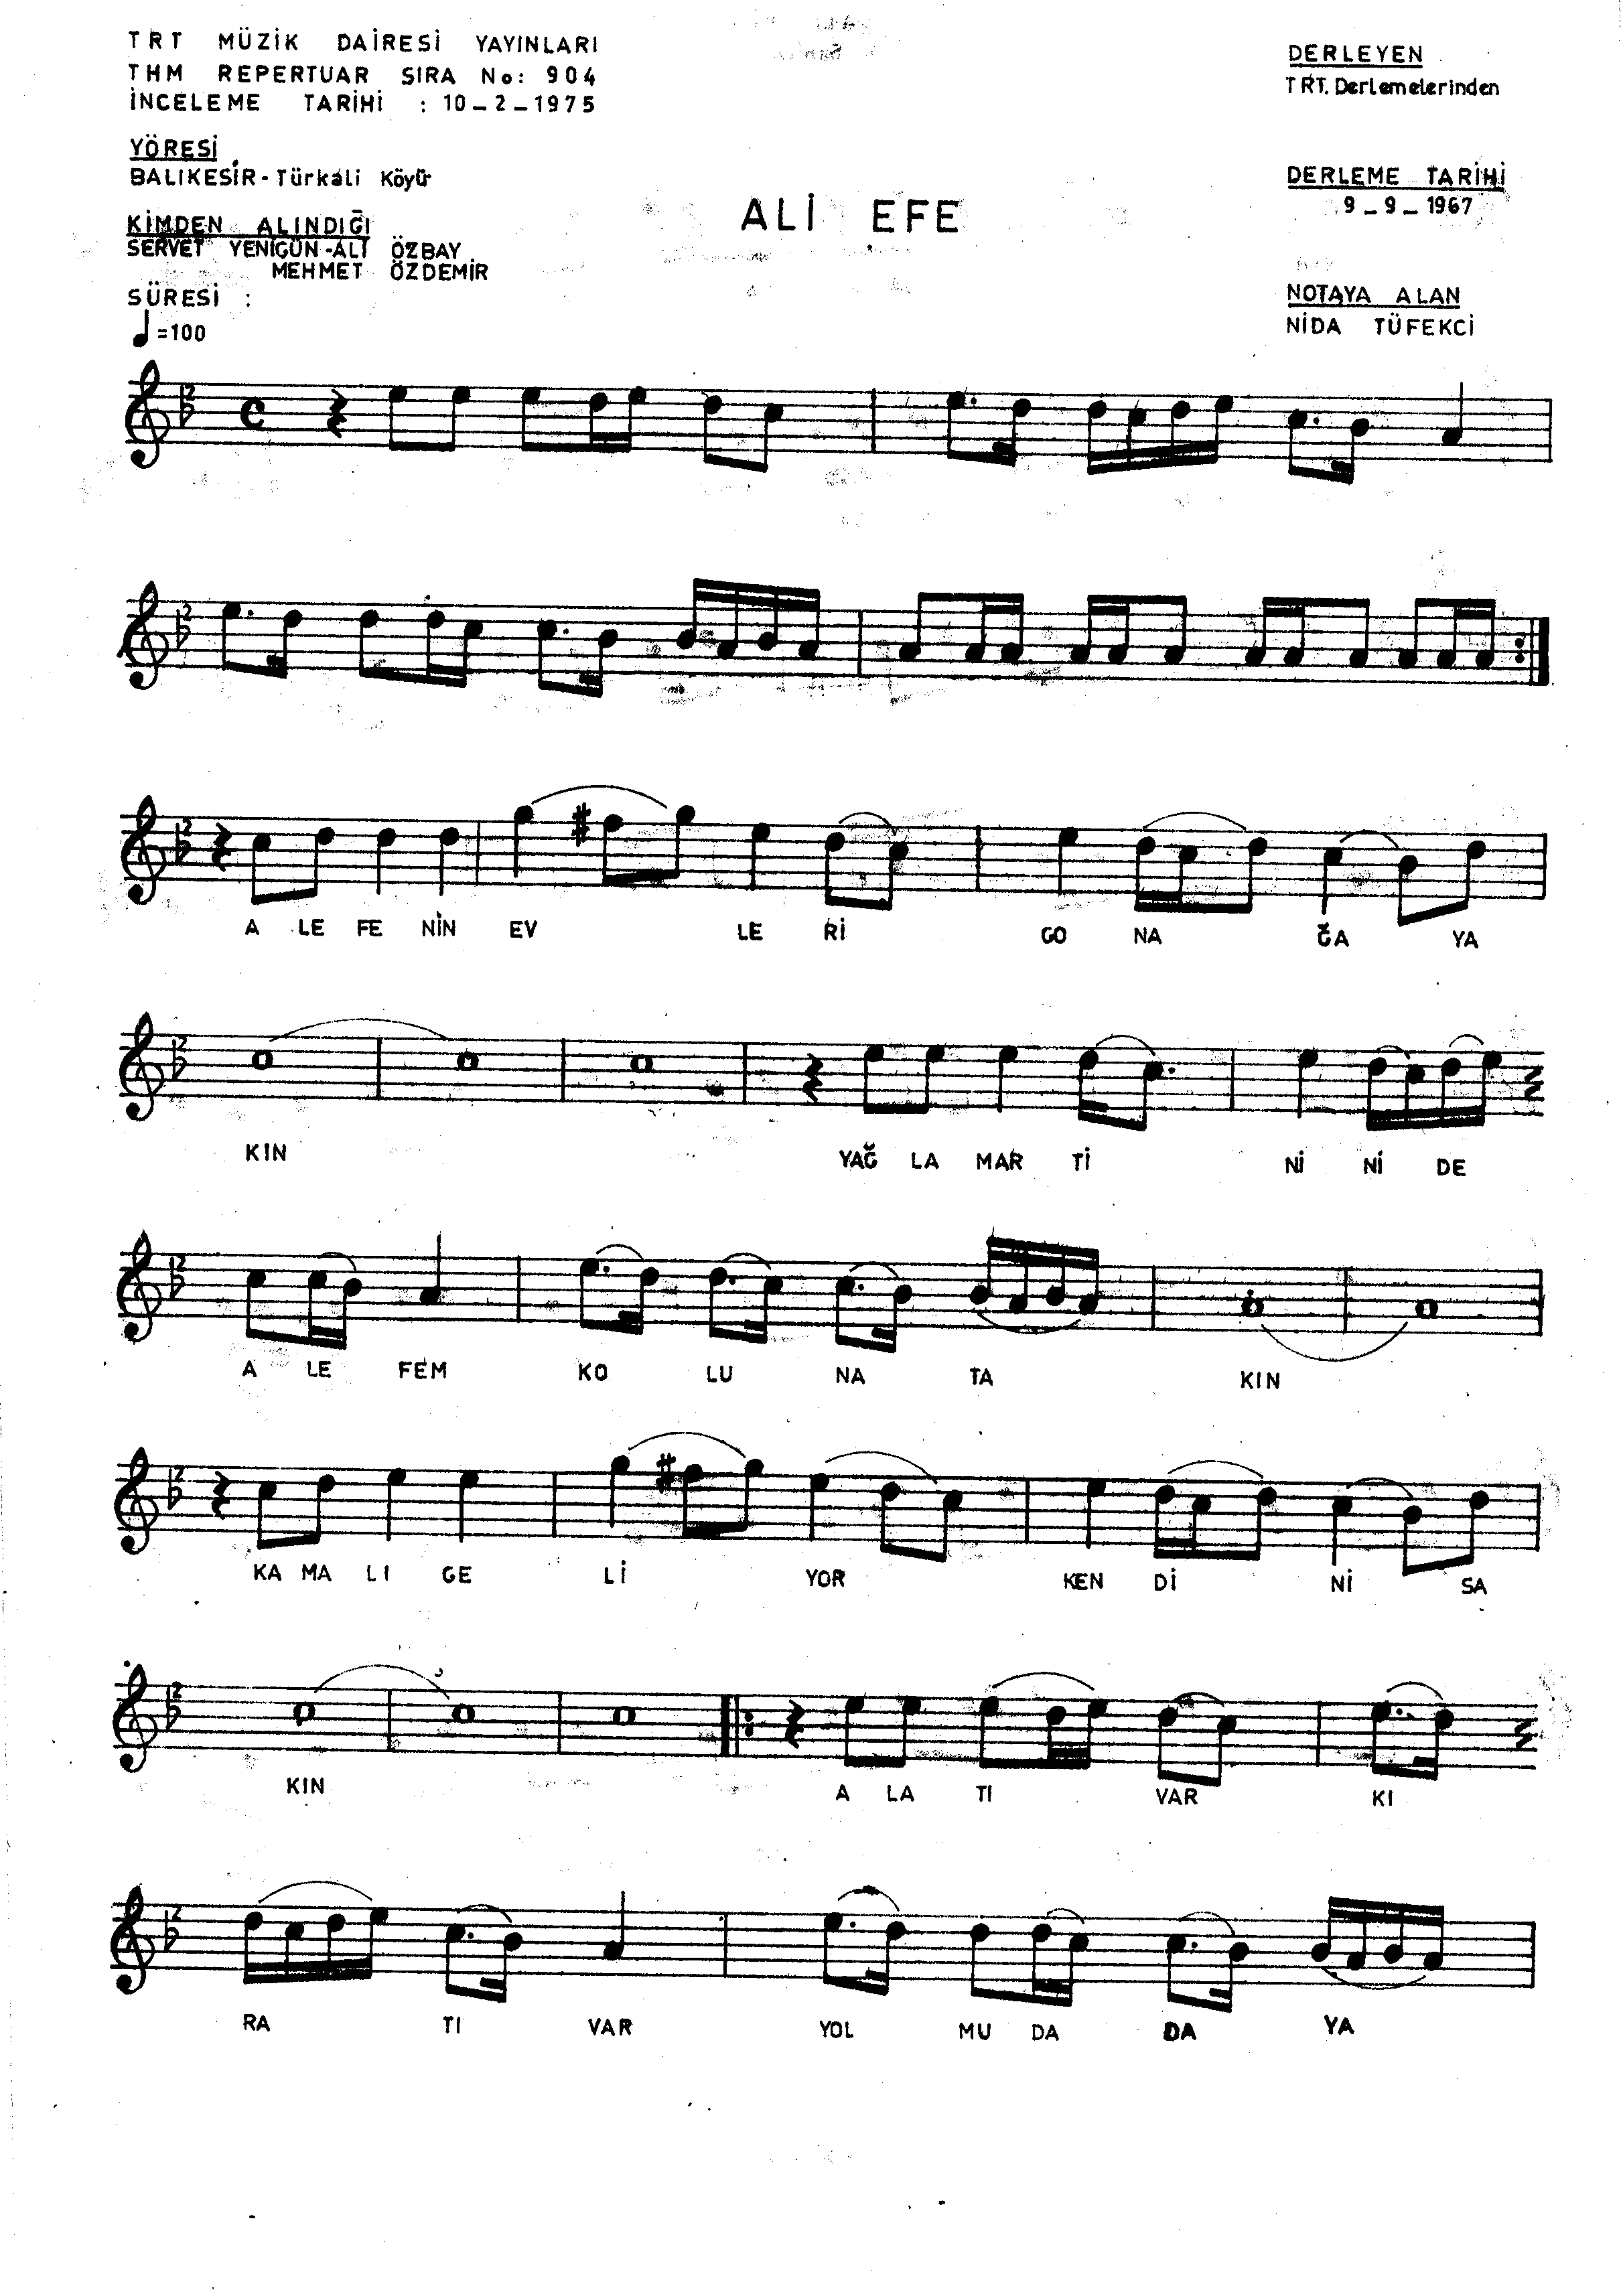 TRT MÜZİK DAİRESİ YAYINLARI
THM REPERTUAR SIRA No: 904
İNCELEME TARİHİ : 10_2_1975
DERLEYEN
TRT. Derlemelerinden
YÖRESİ
BALIKESİR-Türkali Köyü
DERLEME TARİHİ
9_9_1967
ALİ EFE
KİMDEN ALINDIĞI
SERVET YENİGÜN-ALİ ÖZBAY
MEHMET ÖZDEMİR
SÜRESİ :
♩=100
NOTAYA ALAN
NİDA TÜFEKCİ
A LE FE NİN EV LE Rİ GO NA ĞA YA
KIN YAĞ LA MAR Tİ Nİ Nİ DE
A LE FEM KO LU NA TA KIN
KA MA LI GE Lİ YOR KEN Dİ Nİ SA
KIN A LA TI VAR KI
RA TI VAR YOL MU DA DA YA